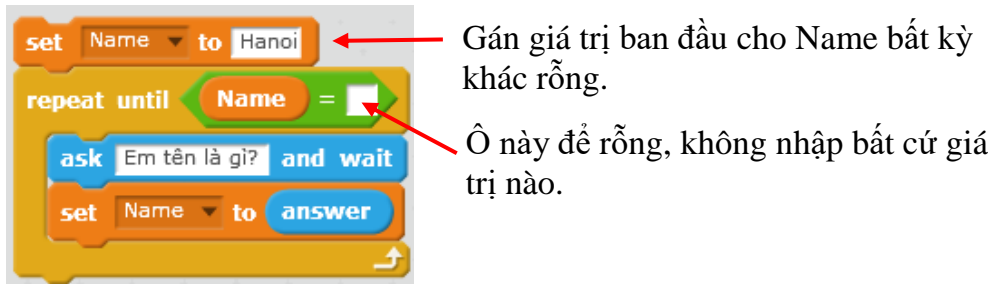 set Name to Hanoi
Gán giá trị ban đầu cho Name bất kỳ
khác rỗng.
repeat until Name =
Ô này để rỗng, không nhập bất cứ giá
trị nào.
ask Em tên là gì? and wait
set Name to answer